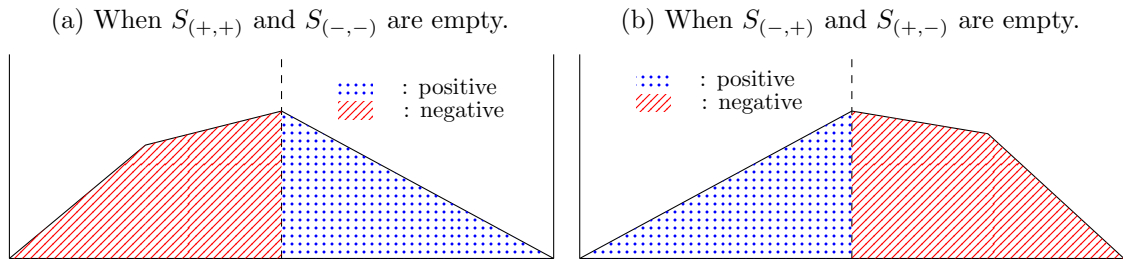 (a) When $S_{(+,+)}$ and $S_{(-,-)}$ are empty.
: positive
: negative
(b) When $S_{(-,+)}$ and $S_{(+,-)}$ are empty.
: positive
: negative